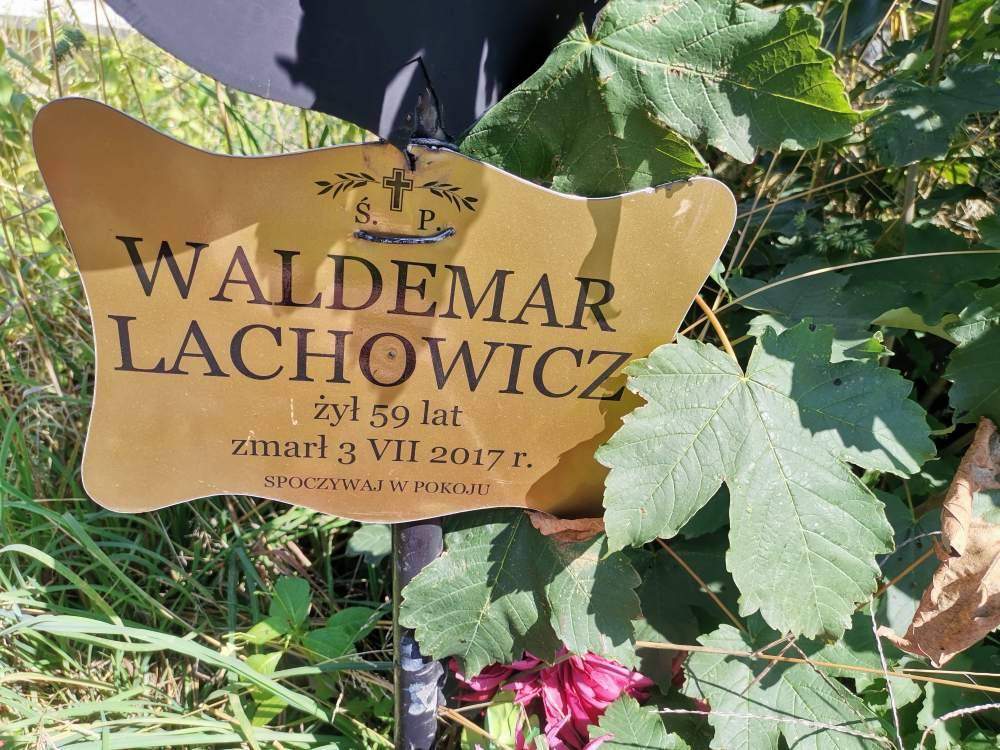 Ś. P.
WALDEMAR
LACHOWICZ
żył 59 lat
zmarł 3 VII 2017 r.
SPOCZYWAJ W POKOJU